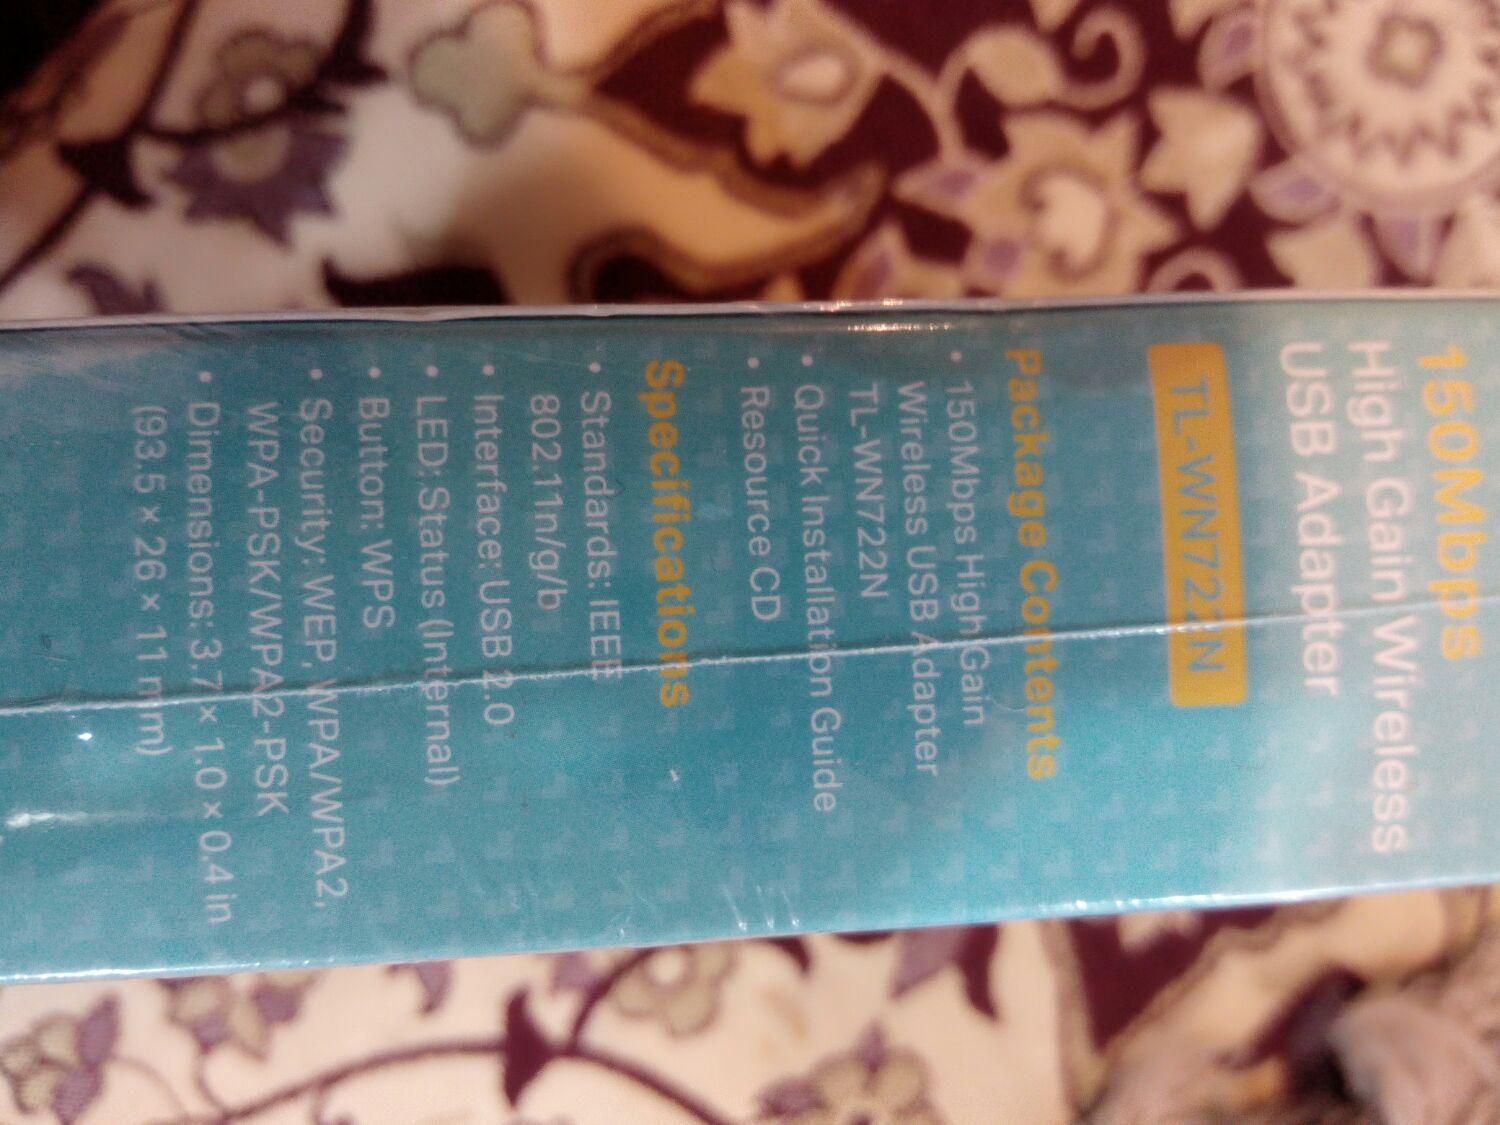 150Mbps
High Gain Wireless
USB Adapter
TL-WN722N
Package Contents
• 150Mbps High Gain
Wireless USB Adapter
TL-WN722N
• Quick Installation Guide
• Resource CD
Specifications
• Standards: IEEE
802.11n/g/b
• Interface: USB 2.0
• LED: Status (Internal)
• Button: WPS
• Security: WEP, WPA/WPA2,
WPA-PSK/WPA2-PSK
• Dimensions: 3.7 × 1.0 × 0.4 in
(93.5 × 26 × 11 mm)